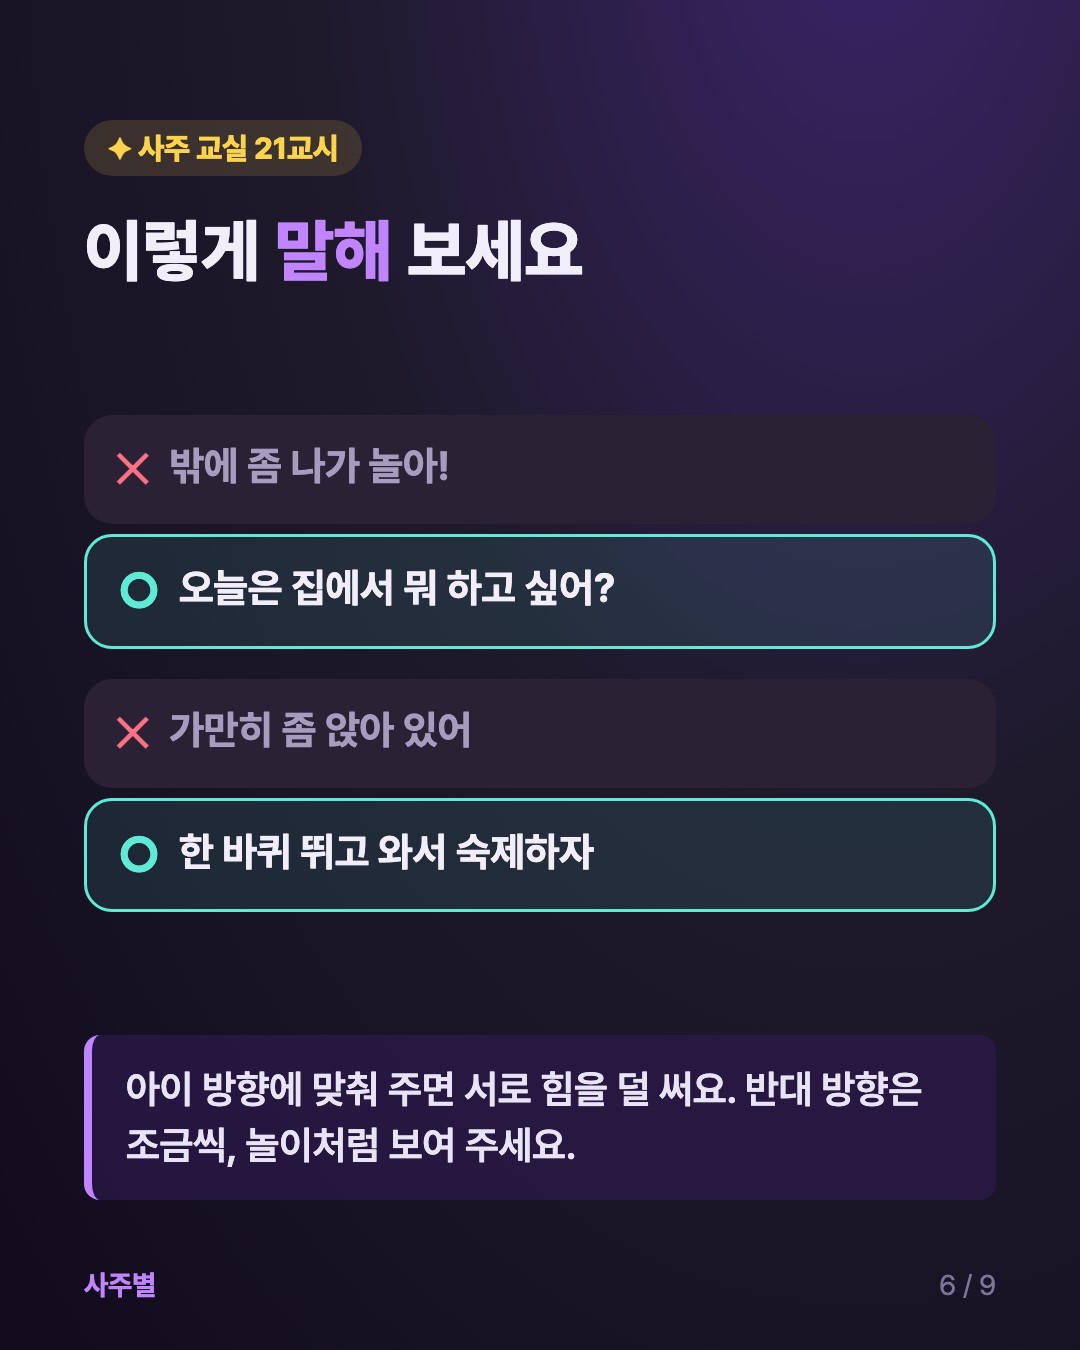 ✦ 사주 교실 21교시
이렇게 말해 보세요
✕ 밖에 좀 나가 놀아!
○ 오늘은 집에서 뭐 하고 싶어?
✕ 가만히 좀 앉아 있어
○ 한 바퀴 뛰고 와서 숙제하자
아이 방향에 맞춰 주면 서로 힘을 덜 써요. 반대 방향은
조금씩, 놀이처럼 보여 주세요.
사주별
6 / 9